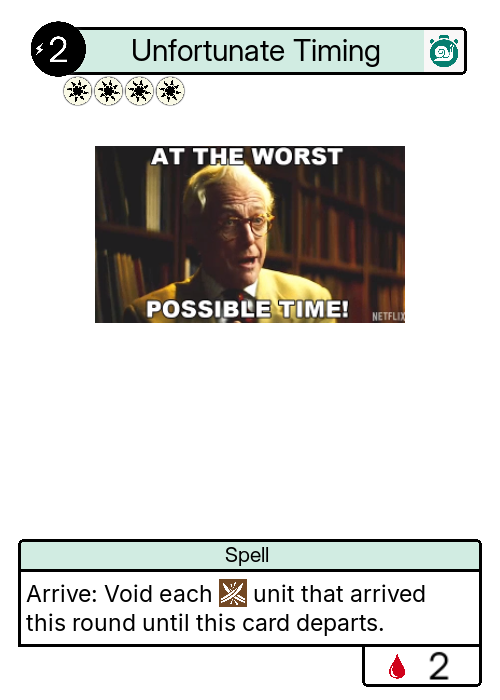 2 Unfortunate Timing
AT THE WORST
POSSIBLE TIME!
NETFLIX
Spell
Arrive: Void each unit that arrived
this round until this card departs.
2